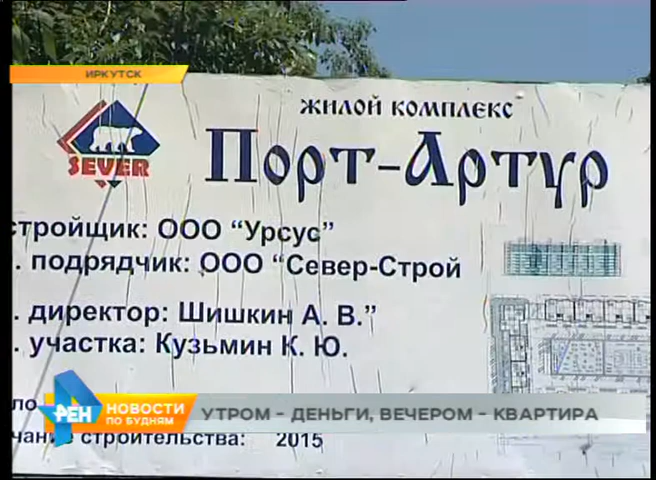 ИРКУТСК
ЖИЛОЙ КОМПЛЕКС
SEVER
Порт-Артур
стройщик: ООО "Урсус"
. подрядчик: ООО "Север-Строй
. директор: Шишкин А. В."
. участка: Кузьмин К. Ю.
РЕН НОВОСТИ
ПО БУДНЯМ
УТРОМ - ДЕНЬГИ, ВЕЧЕРОМ - КВАРТИРА
чание строительства: 2015